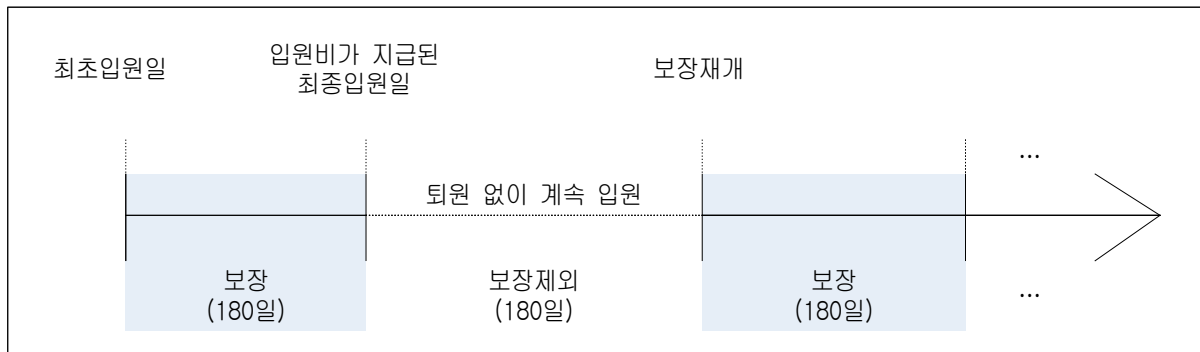 최초입원일
입원비가 지급된
최종입원일
보장재개
...
퇴원 없이 계속 입원
보장
(180일)
보장제외
(180일)
보장
(180일)
...